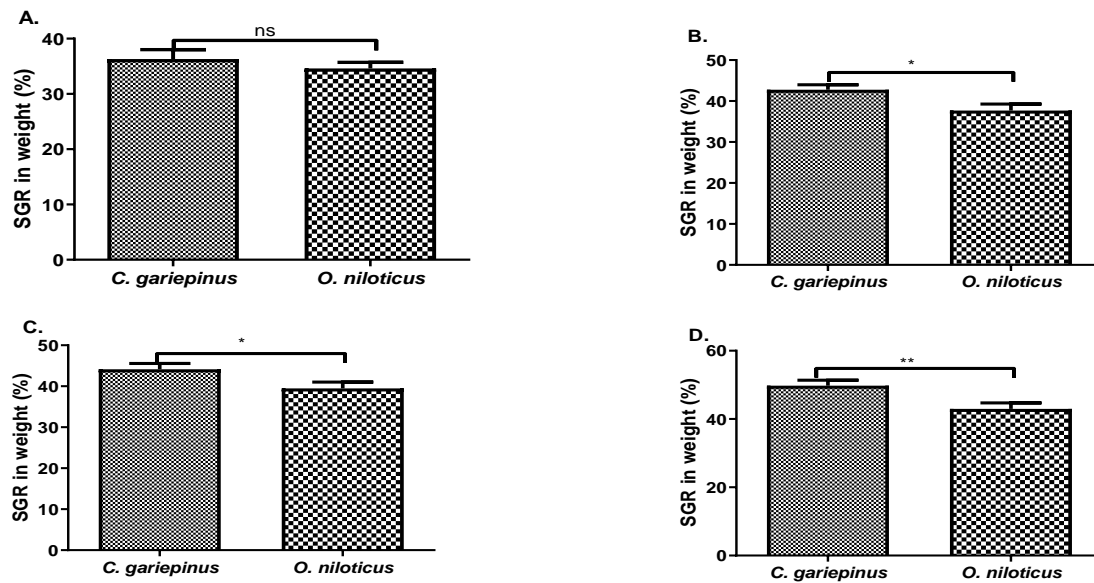 A.
ns
SGR in weight (%)
40
30
20
10
0
C. gariepinus
O. niloticus
B.
*
SGR in weight (%)
50
40
30
20
10
0
C. gariepinus
O. niloticus
C.
*
SGR in weight (%)
50
40
30
20
10
0
C. gariepinus
O. niloticus
D.
**
SGR in weight (%)
60
40
20
0
C. gariepinus
O. niloticus